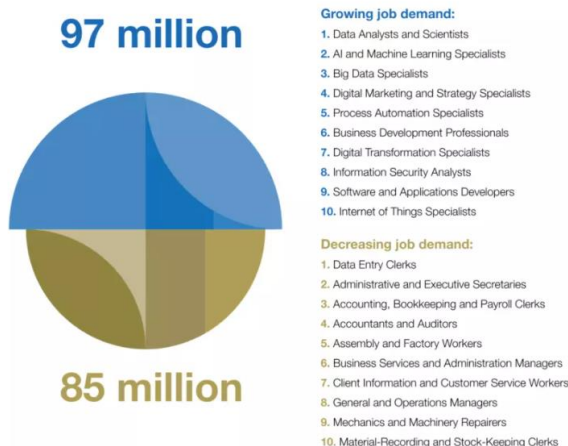 97 million
85 million
Growing job demand:
1. Data Analysts and Scientists
2. AI and Machine Learning Specialists
3. Big Data Specialists
4. Digital Marketing and Strategy Specialists
5. Process Automation Specialists
6. Business Development Professionals
7. Digital Transformation Specialists
8. Information Security Analysts
9. Software and Applications Developers
10. Internet of Things Specialists
Decreasing job demand:
1. Data Entry Clerks
2. Administrative and Executive Secretaries
3. Accounting, Bookkeeping and Payroll Clerks
4. Accountants and Auditors
5. Assembly and Factory Workers
6. Business Services and Administration Managers
7. Client Information and Customer Service Workers
8. General and Operations Managers
9. Mechanics and Machinery Repairers
10. Material-Recording and Stock-Keeping Clerks